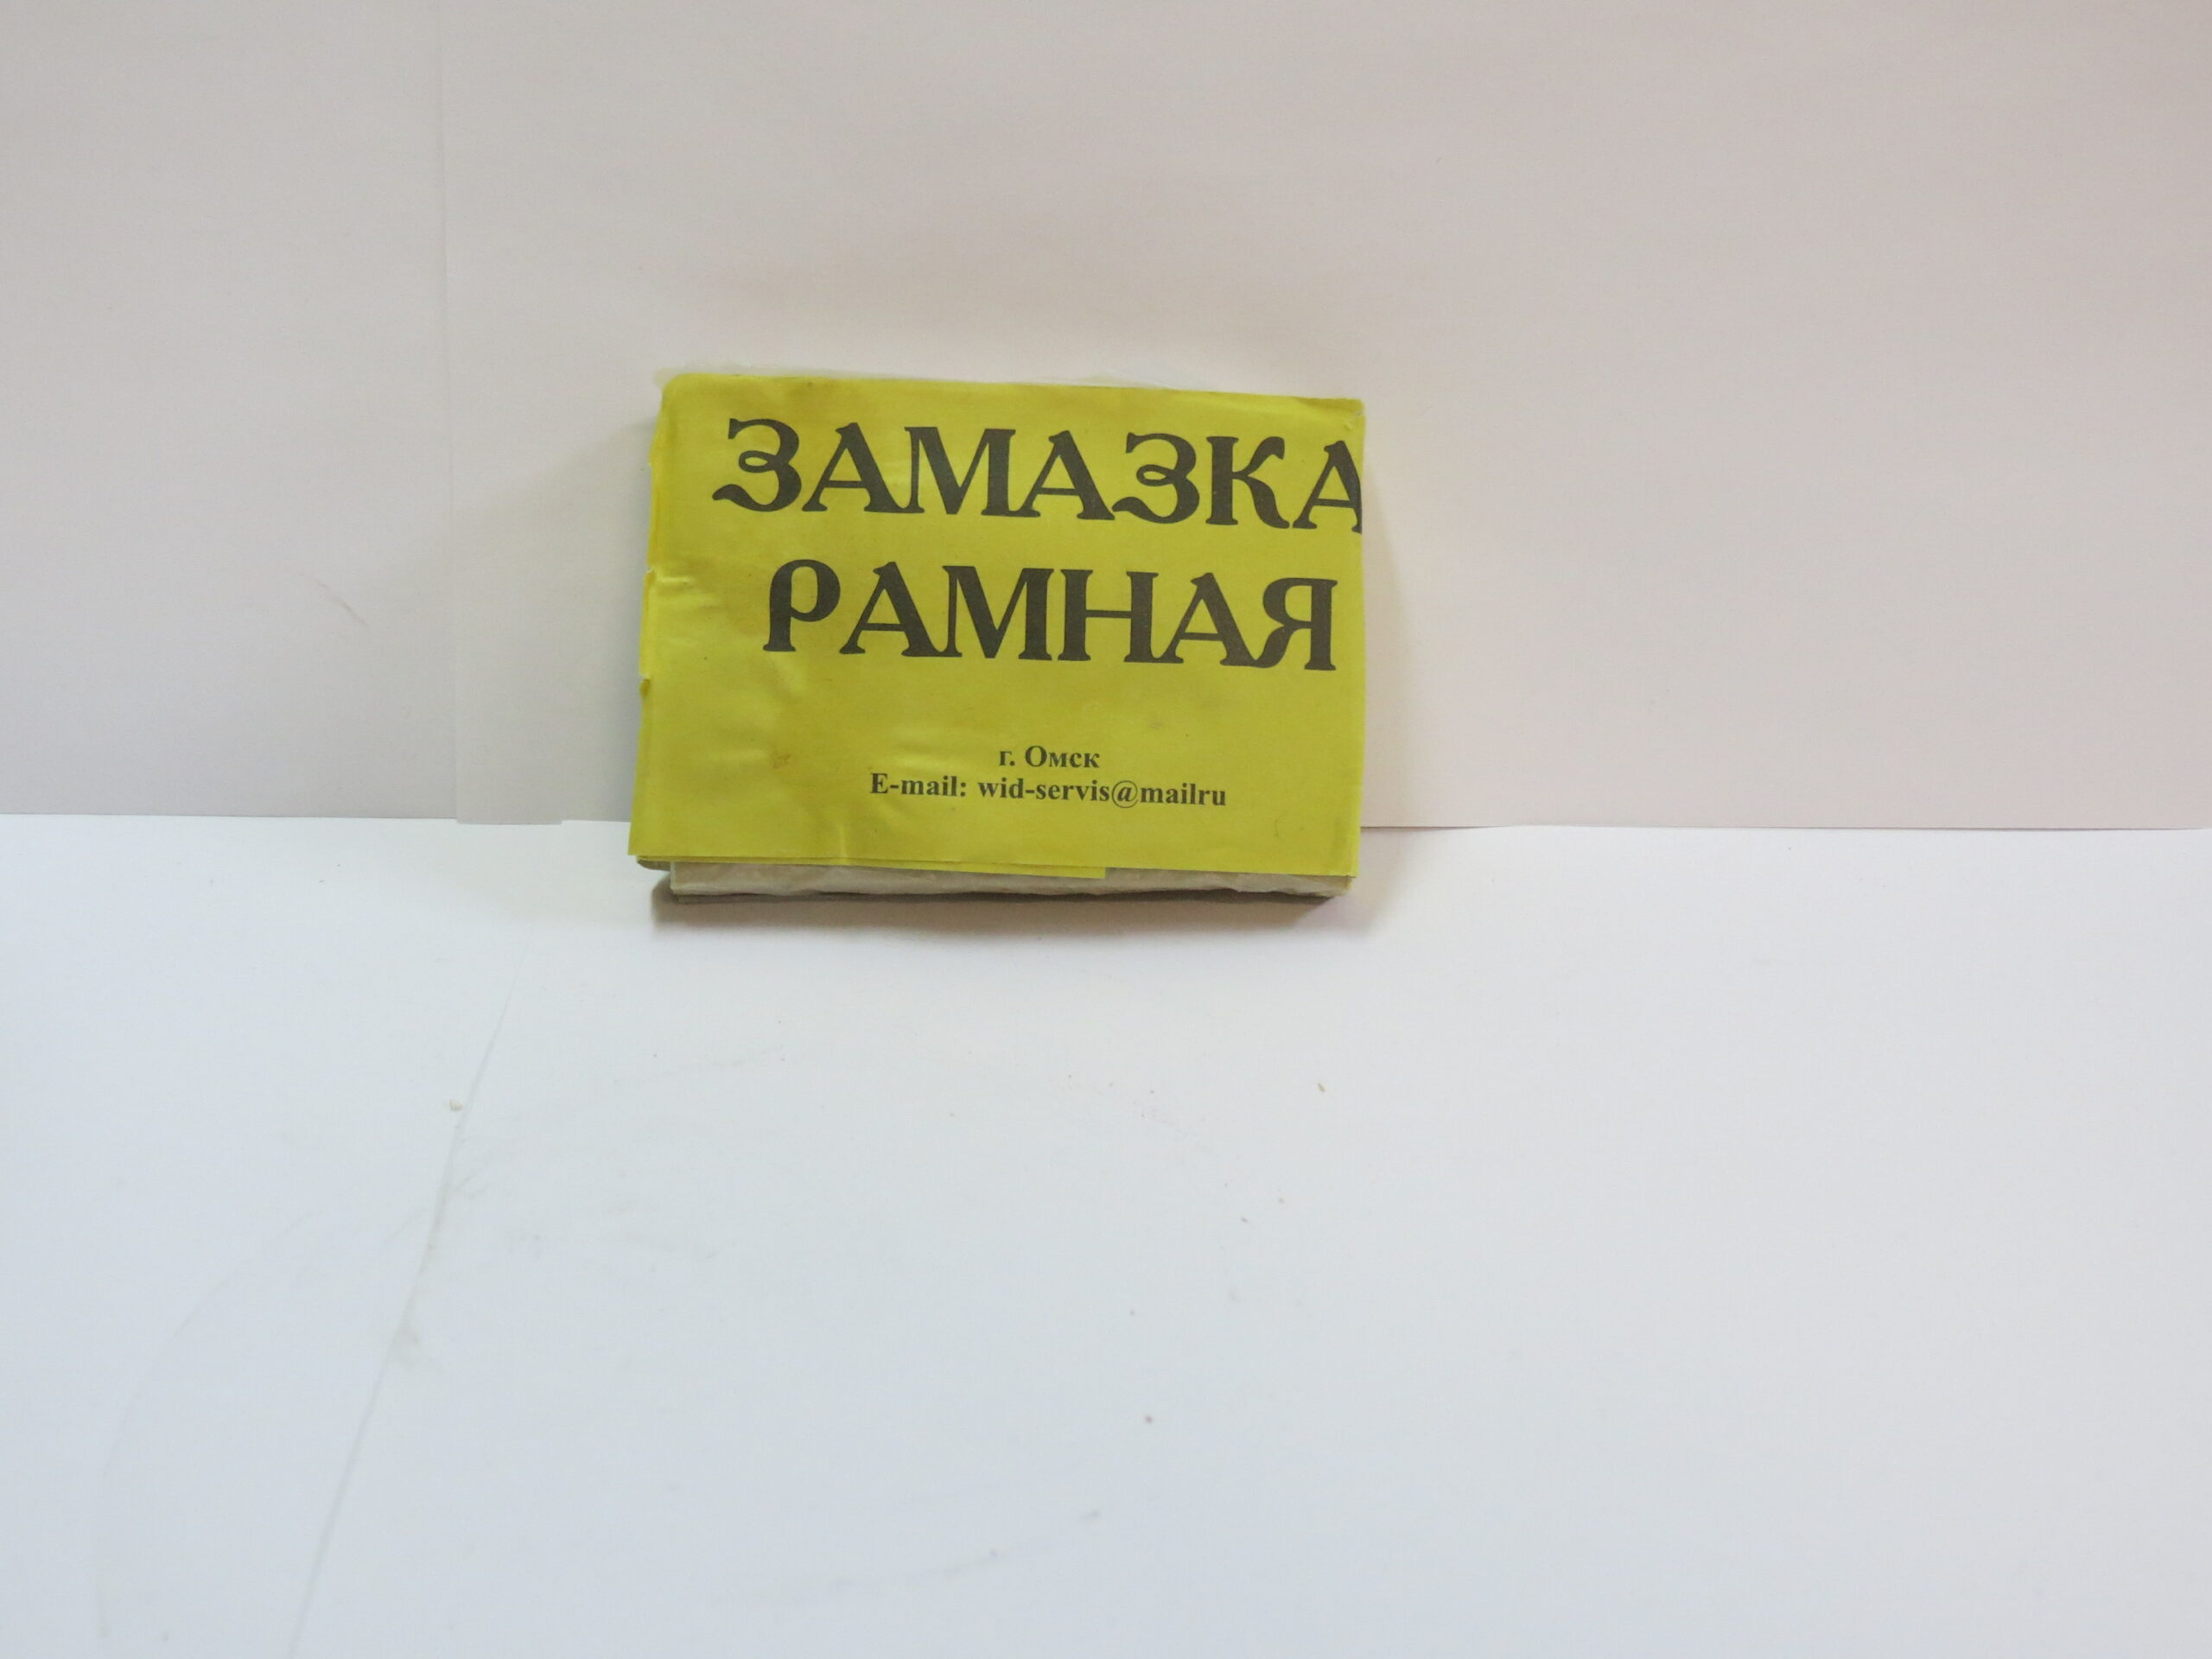 ЗАМАЗКА
РАМНАЯ
г. Омск
E-mail: wid-servis@mailru